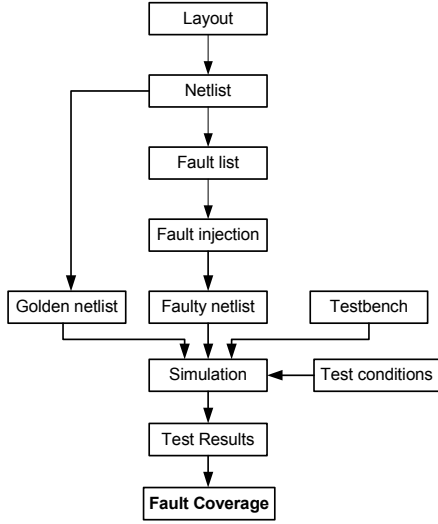 Layout
Netlist
Fault list
Fault injection
Golden netlist
Faulty netlist
Testbench
Simulation
Test conditions
Test Results
Fault Coverage